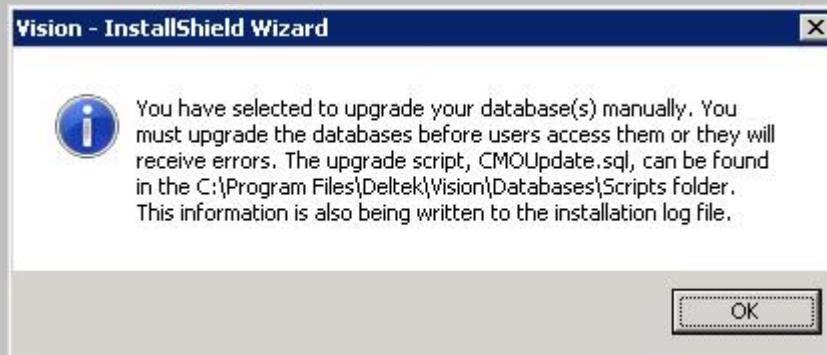 Vision - InstallShield Wizard
You have selected to upgrade your database(s) manually. You
must upgrade the databases before users access them or they will
receive errors. The upgrade script, CMOUpdate.sql, can be found
in the C:\Program Files\Deltek\Vision\Databases\Scripts folder.
This information is also being written to the installation log file.
OK